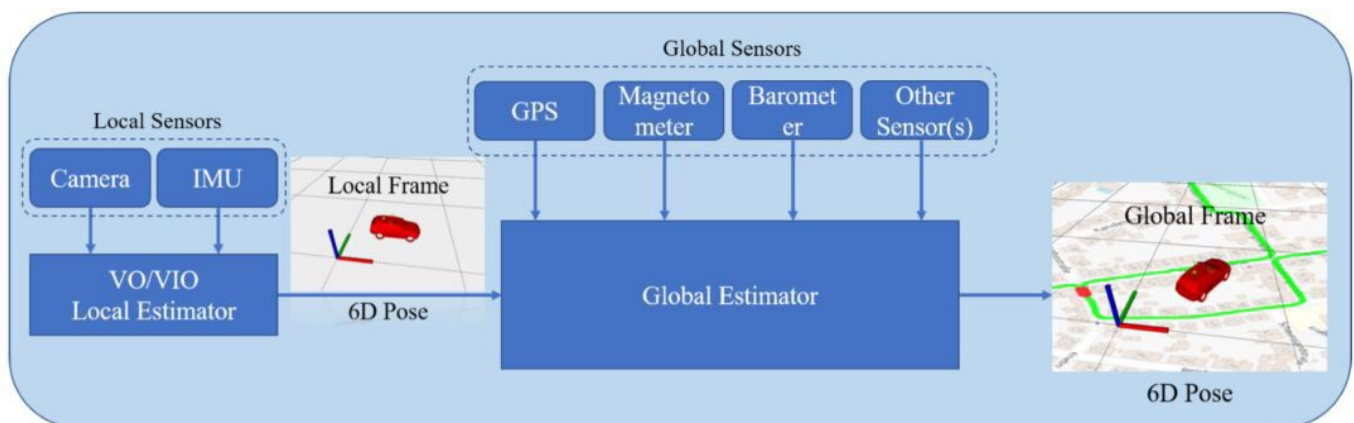 Global Sensors
GPS
Magneto
meter
Baromet
er
Other
Sensor(s)
Local Sensors
Camera
IMU
Local Frame
Global Frame
VO/VIO
Local Estimator
6D Pose
Global Estimator
6D Pose